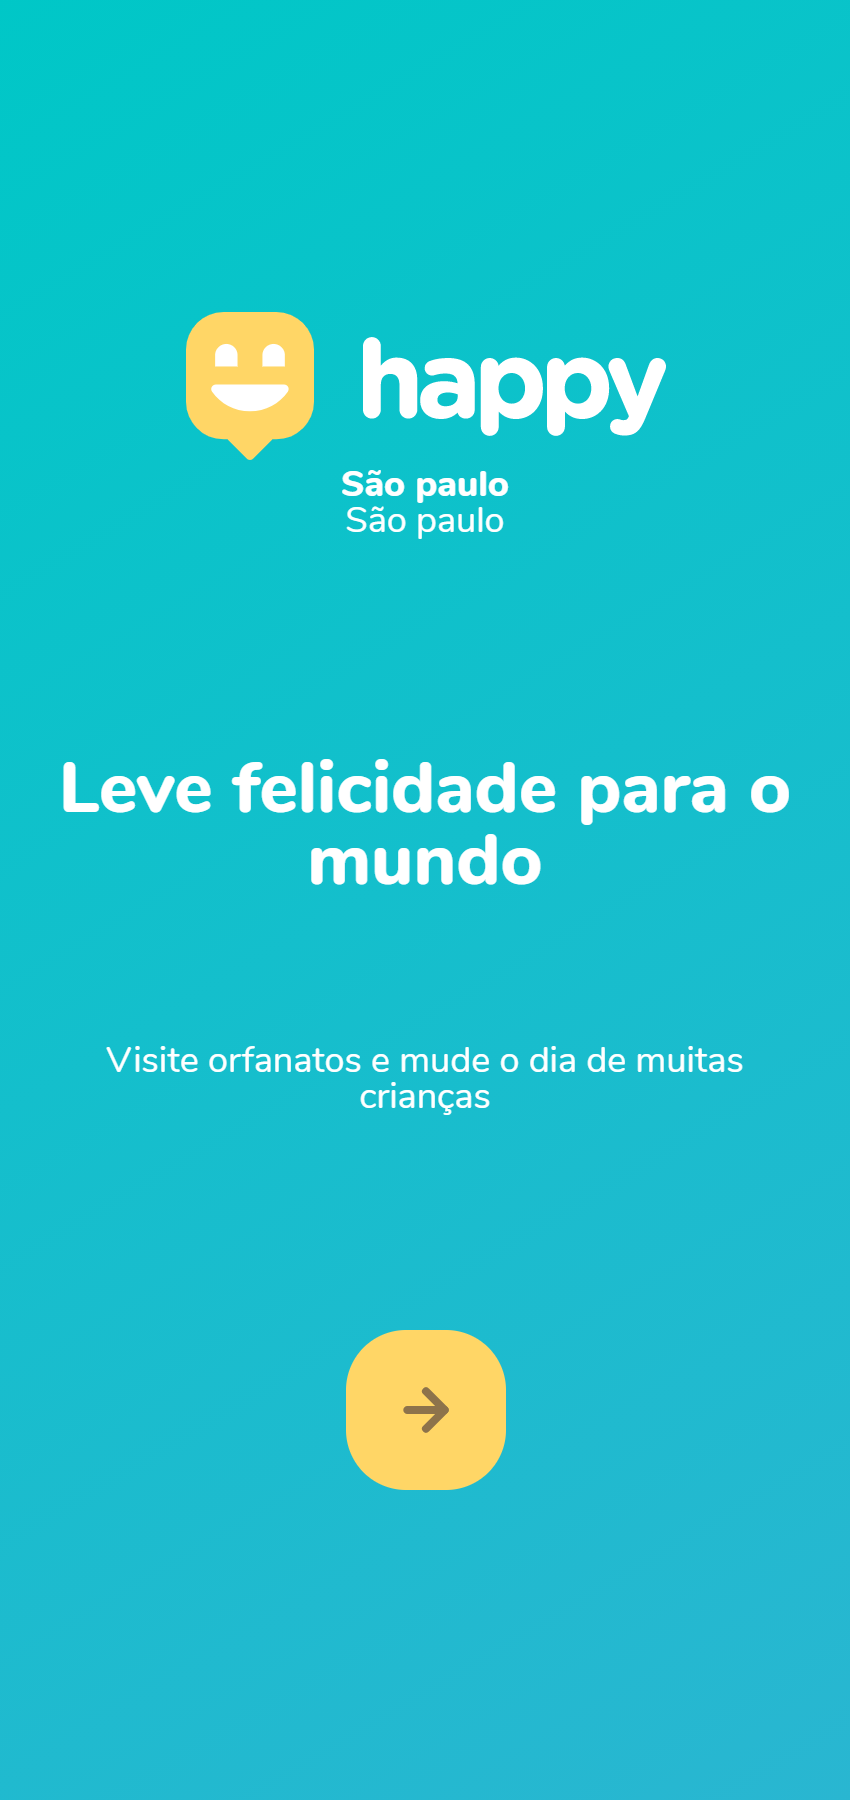 happy
São paulo
São paulo
Leve felicidade para o
mundo
Visite orfanatos e mude o dia de muitas
crianças